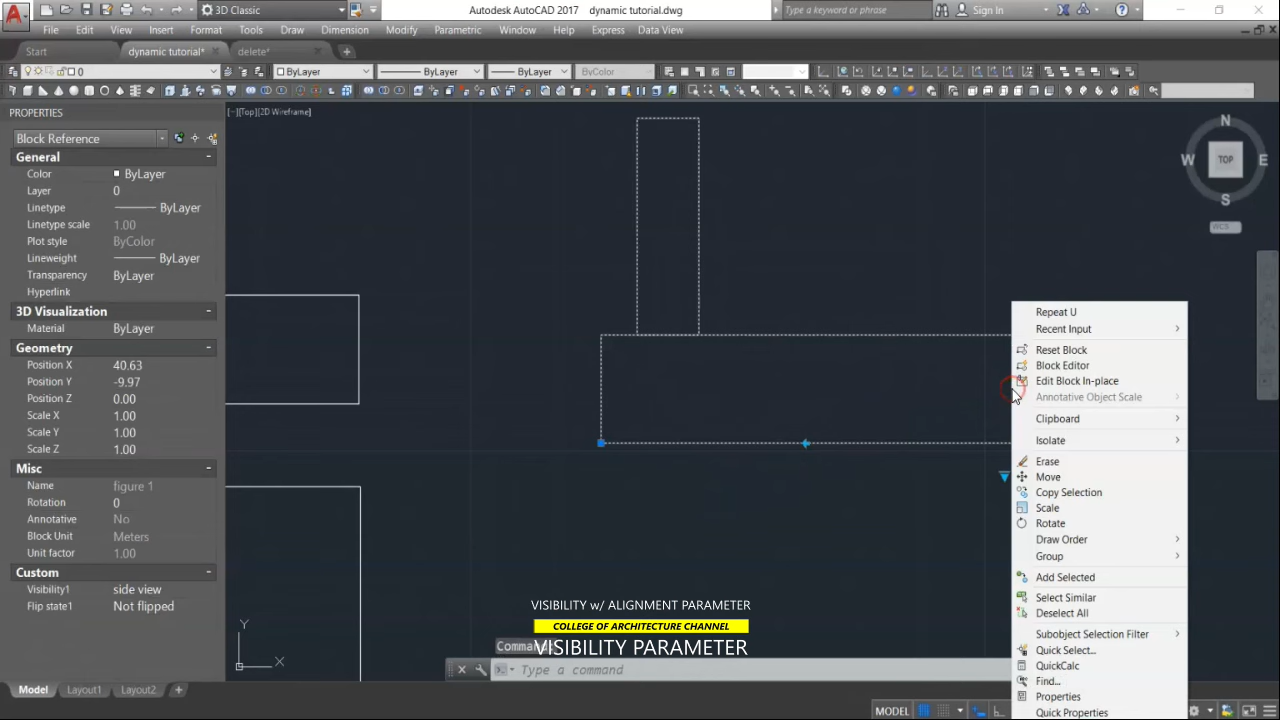 3D Classic
Autodesk AutoCAD 2017 dynamic tutorial.dwg
Type a keyword or phrase
Sign In
File Edit View Insert Format Tools Draw Dimension Modify Parametric Window Help Express Data View
Start dynamic tutorial* delete*
0 ByLayer ByLayer ByLayer ByColor
PROPERTIES
[−][Top][2D Wireframe]
Block Reference
General
Color ByLayer
Layer 0
Linetype ByLayer
Linetype scale 1.00
Plot style ByColor
Lineweight ByLayer
Transparency ByLayer
Hyperlink
3D Visualization
Material ByLayer
Geometry
Position X 40.63
Position Y -9.97
Position Z 0.00
Scale X 1.00
Scale Y 1.00
Scale Z 1.00
Misc
Name figure 1
Rotation 0
Annotative No
Block Unit Meters
Unit factor 1.00
Custom
Visibility1 side view
Flip state1 Not flipped
N
W TOP E
S
WCS
Repeat U
Recent Input
Reset Block
Block Editor
Edit Block In-place
Annotative Object Scale
Clipboard
Isolate
Erase
Move
Copy Selection
Scale
Rotate
Draw Order
Group
Add Selected
Select Similar
Deselect All
Subobject Selection Filter
Quick Select...
QuickCalc
Find...
Properties
Quick Properties
VISIBILITY w/ ALIGNMENT PARAMETER
COLLEGE OF ARCHITECTURE CHANNEL
VISIBILITY PARAMETER
Command
Type a command
Y
X
Model Layout1 Layout2
MODEL